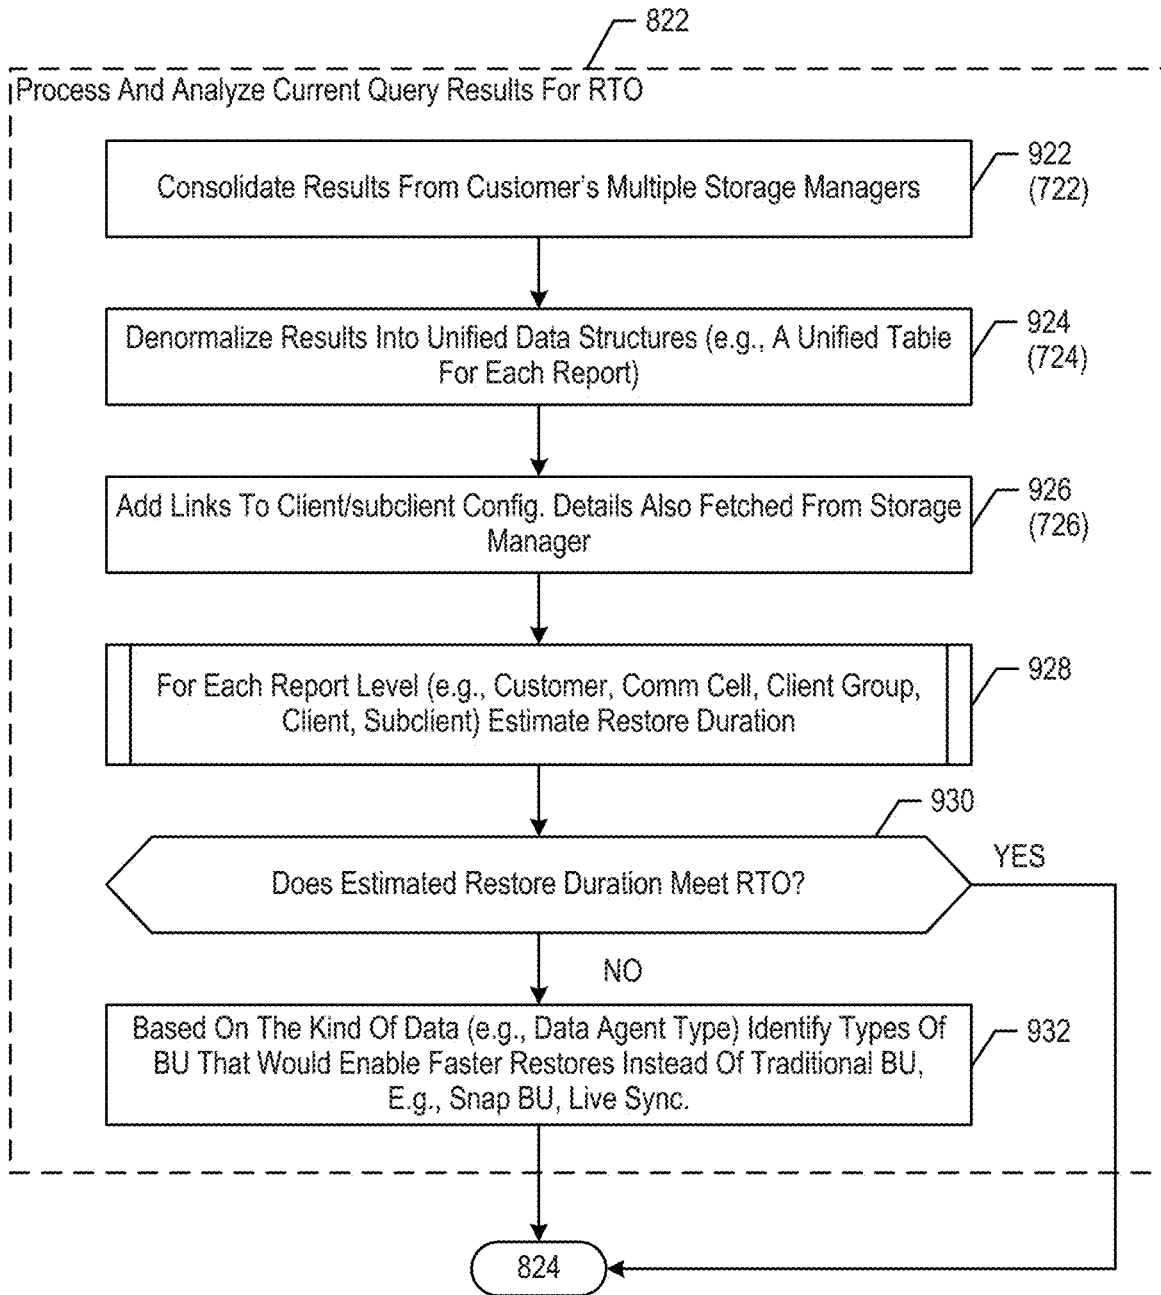 822
Process And Analyze Current Query Results For RTO
Consolidate Results From Customer's Multiple Storage Managers
922
(722)
Denormalize Results Into Unified Data Structures (e.g., A Unified Table
For Each Report)
924
(724)
Add Links To Client/subclient Config. Details Also Fetched From Storage
Manager
926
(726)
For Each Report Level (e.g., Customer, Comm Cell, Client Group,
Client, Subclient) Estimate Restore Duration
928
930
Does Estimated Restore Duration Meet RTO?
YES
NO
Based On The Kind Of Data (e.g., Data Agent Type) Identify Types Of
BU That Would Enable Faster Restores Instead Of Traditional BU,
E.g., Snap BU, Live Sync.
932
824